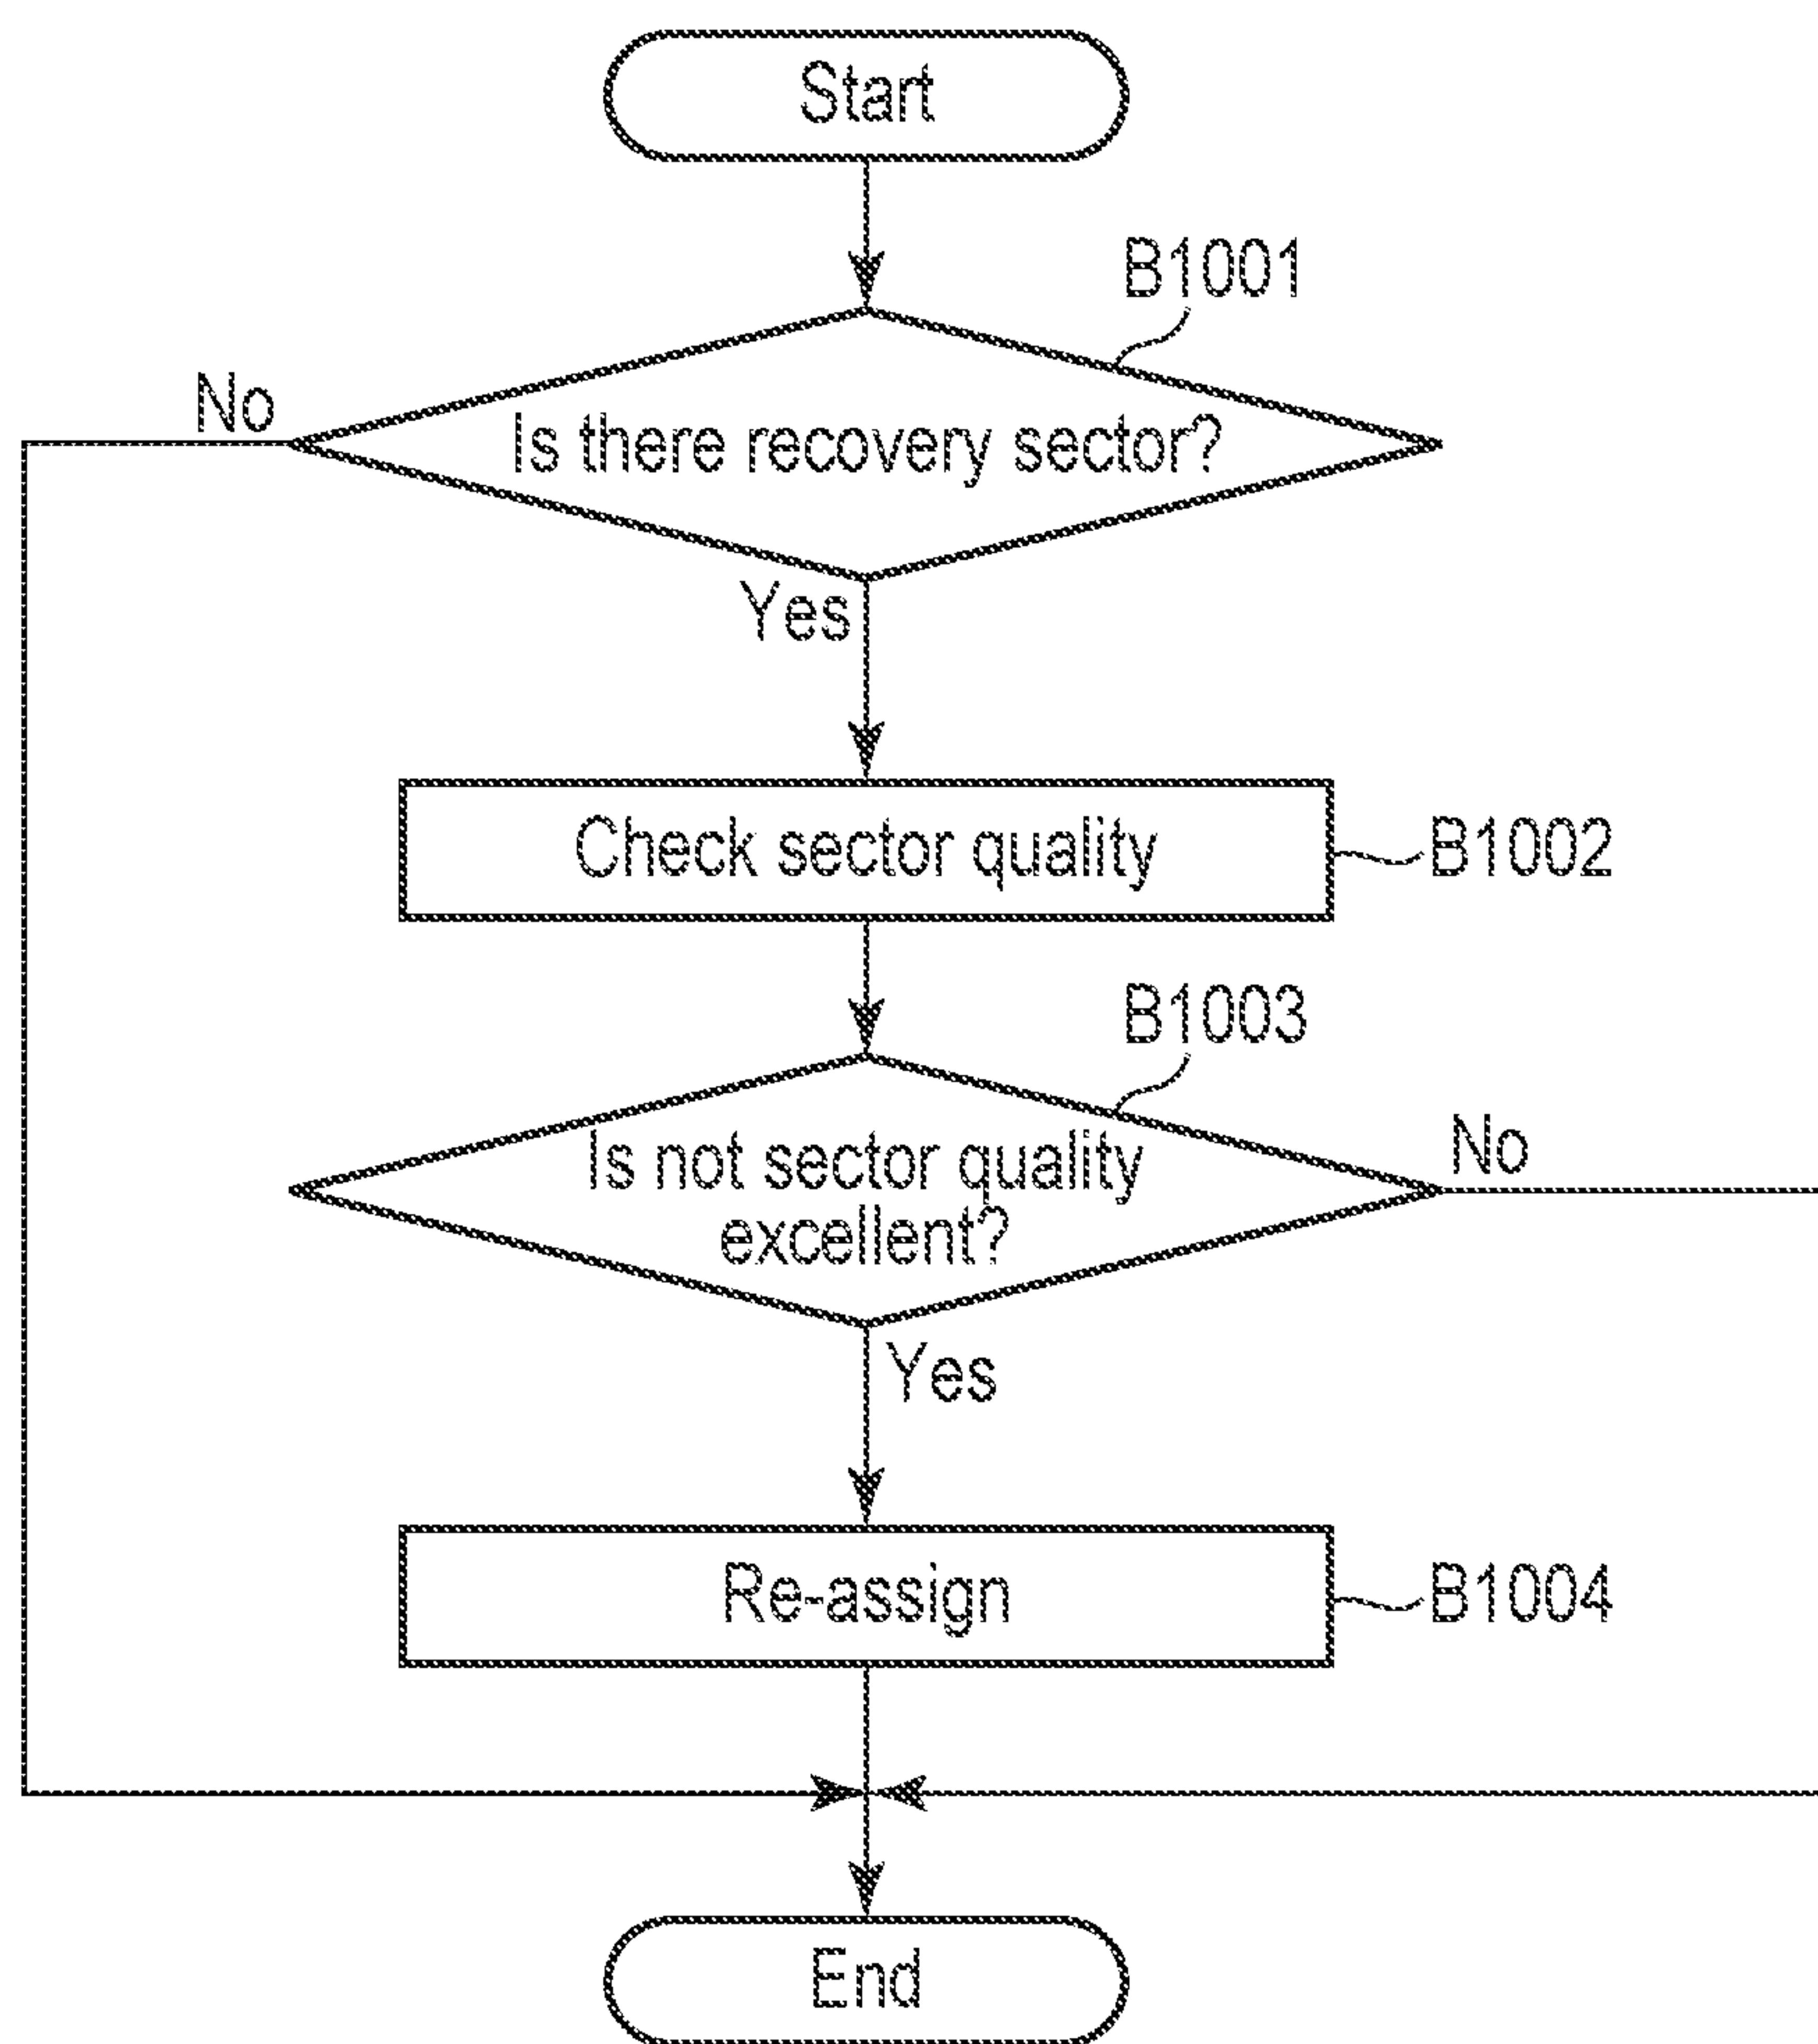 Start
B1001
No
Is there recovery sector?
Yes
Check sector quality
B1002
B1003
Is not sector quality
excellent?
No
Yes
Re-assign
B1004
End